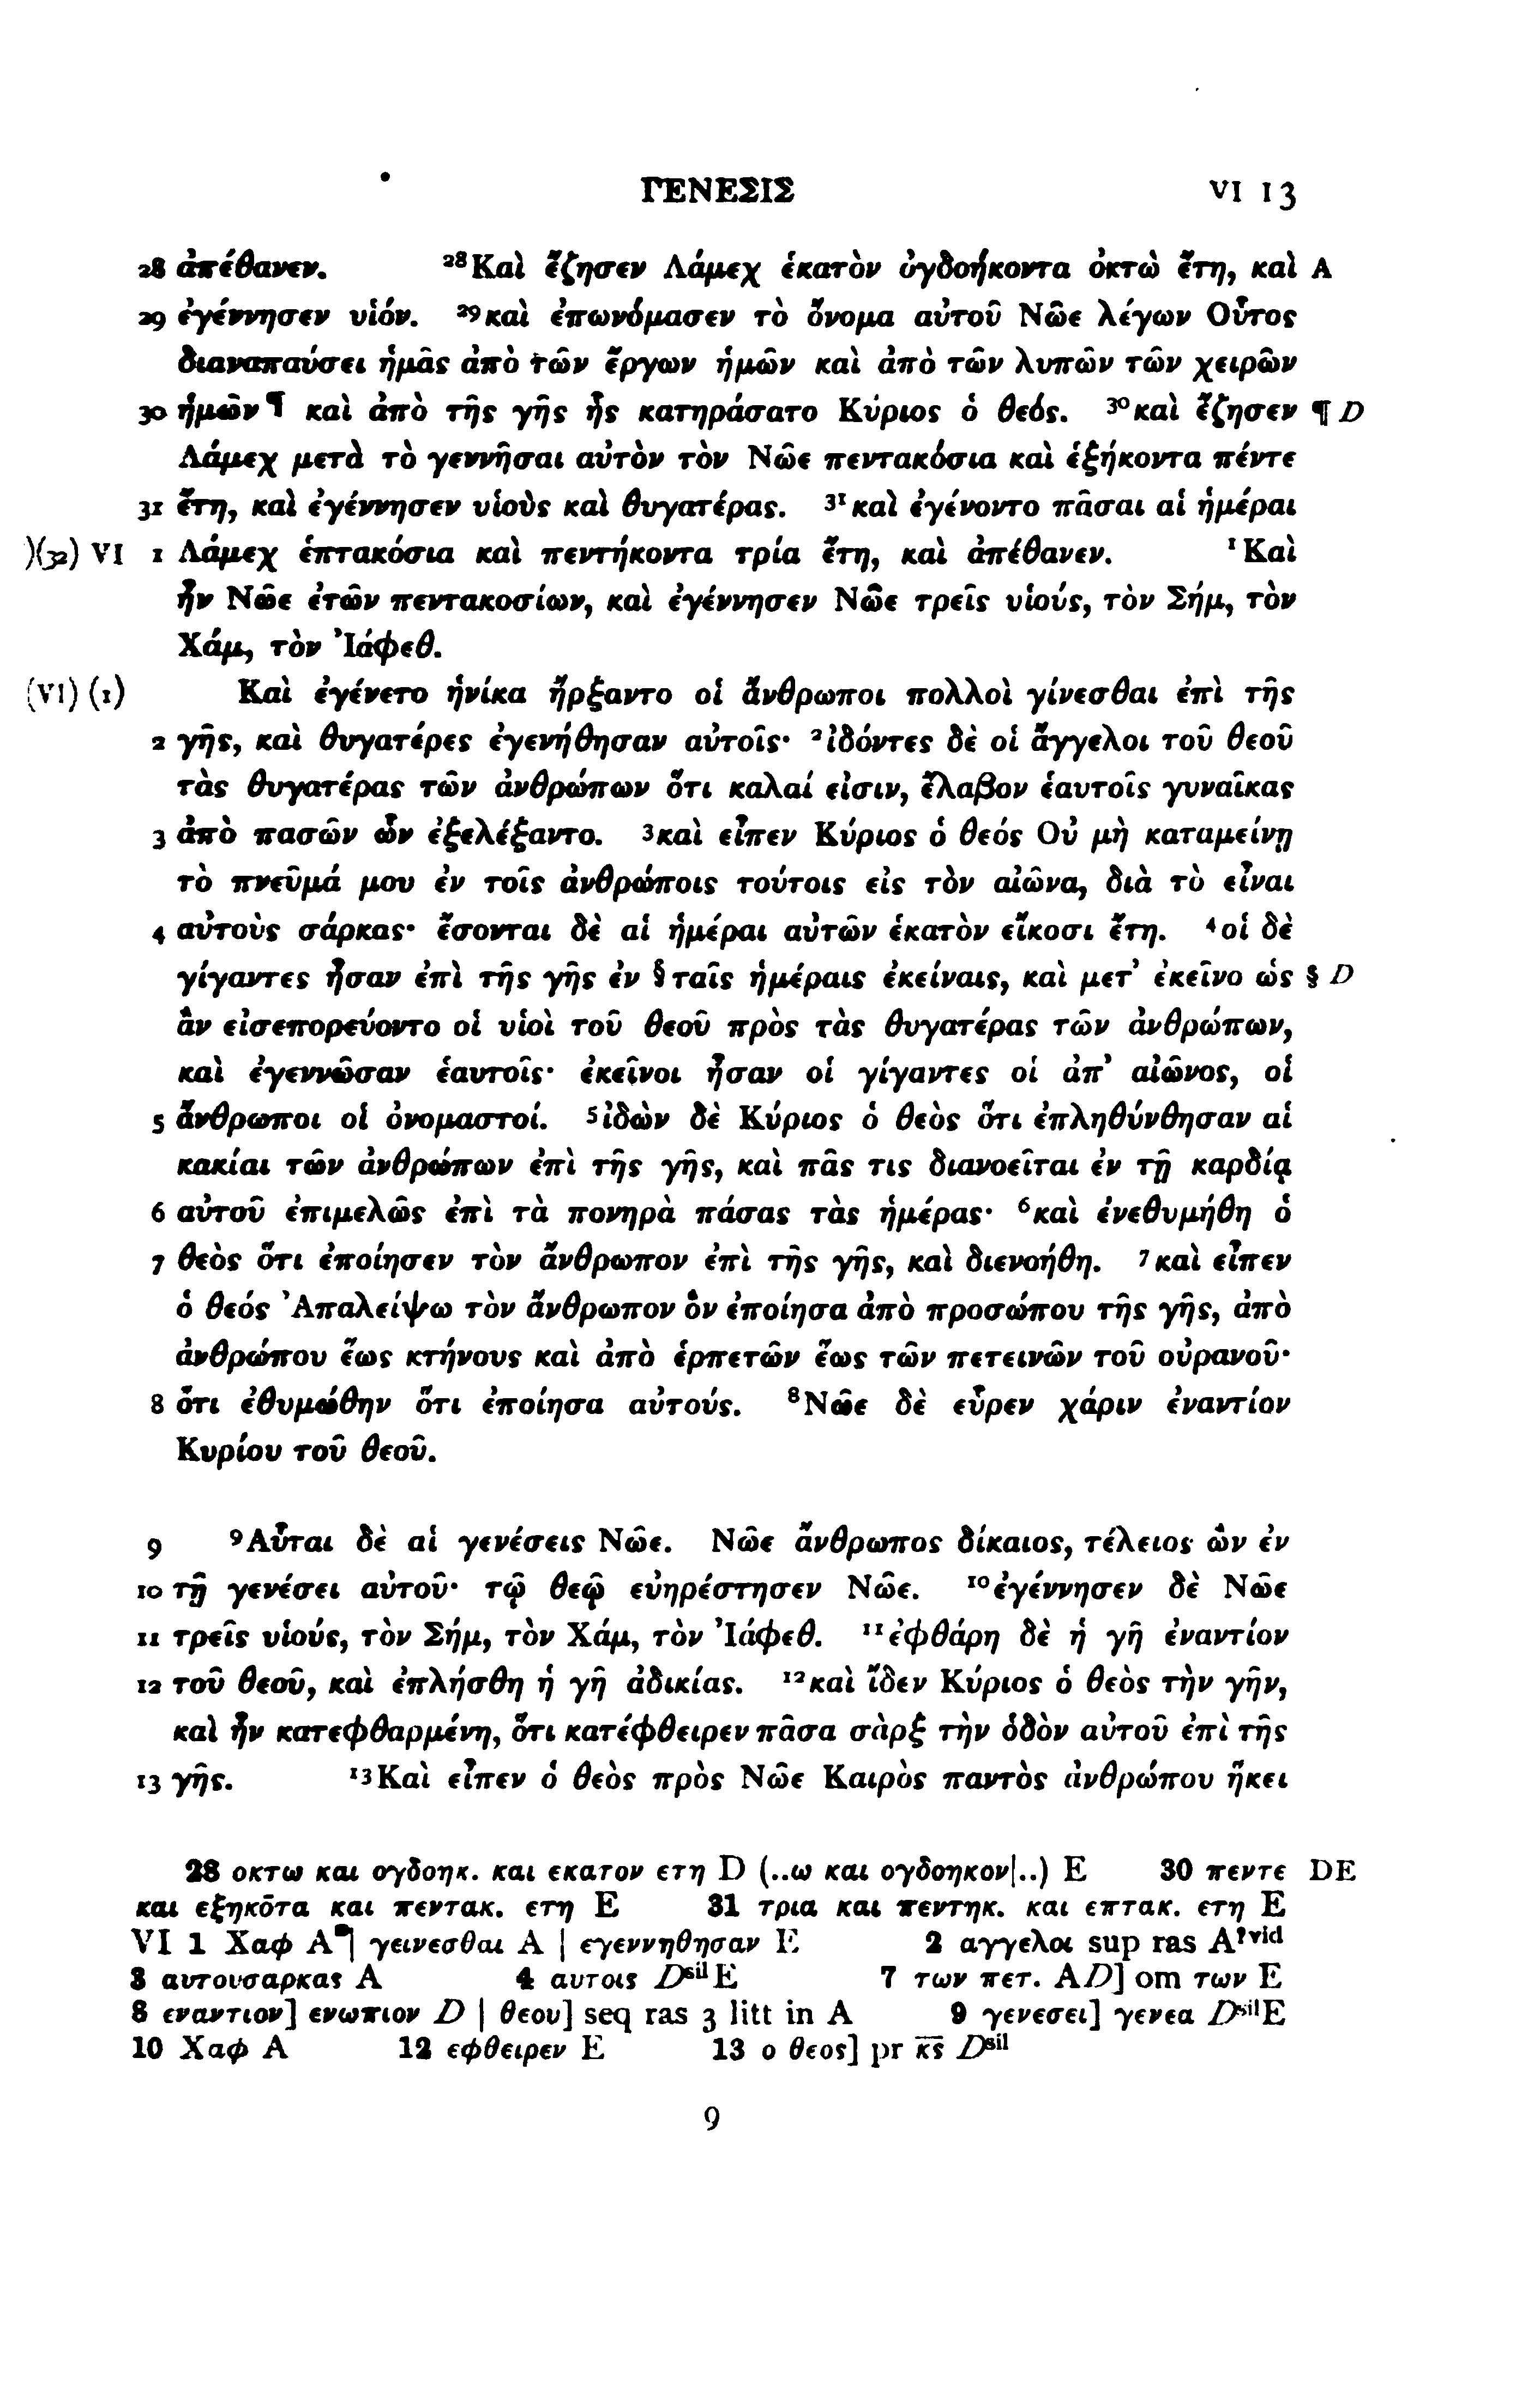 ΓΕΝΕΣΙΣ VI 13
28 ἀπέθανεν. ²⁸Καὶ ἔζησεν Λάμεχ ἑκατὸν ὀγδοήκοντα ὀκτὼ ἔτη, καὶ A
29 ἐγέννησεν υἱόν. ²⁹καὶ ἐπωνόμασεν τὸ ὄνομα αὐτοῦ Νῶε λέγων Οὗτος
διαναπαύσει ἡμᾶς ἀπὸ τῶν ἔργων ἡμῶν καὶ ἀπὸ τῶν λυπῶν τῶν χειρῶν
30 ἡμῶν ¶ καὶ ἀπὸ τῆς γῆς ἧς κατηράσατο Κύριος ὁ θεός. ³⁰καὶ ἔζησεν ¶ D
Λάμεχ μετὰ τὸ γεννῆσαι αὐτὸν τὸν Νῶε πεντακόσια καὶ ἑξήκοντα πέντε
31 ἔτη, καὶ ἐγέννησεν υἱοὺς καὶ θυγατέρας. ³¹καὶ ἐγένοντο πᾶσαι αἱ ἡμέραι
)(32) VI 1 Λάμεχ ἑπτακόσια καὶ πεντήκοντα τρία ἔτη, καὶ ἀπέθανεν. ¹Καὶ
ἦν Νῶε ἐτῶν πεντακοσίων, καὶ ἐγέννησεν Νῶε τρεῖς υἱούς, τὸν Σήμ, τὸν
Χάμ, τὸν Ἰάφεθ.
(VI) (1) Καὶ ἐγένετο ἡνίκα ἤρξαντο οἱ ἄνθρωποι πολλοὶ γίνεσθαι ἐπὶ τῆς
2 γῆς, καὶ θυγατέρες ἐγενήθησαν αὐτοῖς· ²ἰδόντες δὲ οἱ ἄγγελοι τοῦ θεοῦ
τὰς θυγατέρας τῶν ἀνθρώπων ὅτι καλαί εἰσιν, ἔλαβον ἑαυτοῖς γυναῖκας
3 ἀπὸ πασῶν ὧν ἐξελέξαντο. ³καὶ εἶπεν Κύριος ὁ θεός Οὐ μὴ καταμείνῃ
τὸ πνεῦμά μου ἐν τοῖς ἀνθρώποις τούτοις εἰς τὸν αἰῶνα, διὰ τὸ εἶναι
4 αὐτοὺς σάρκας· ἔσονται δὲ αἱ ἡμέραι αὐτῶν ἑκατὸν εἴκοσι ἔτη. ⁴οἱ δὲ
γίγαντες ἦσαν ἐπὶ τῆς γῆς ἐν § ταῖς ἡμέραις ἐκείναις, καὶ μετ’ ἐκεῖνο ὡς § D
ἂν εἰσεπορεύοντο οἱ υἱοὶ τοῦ θεοῦ πρὸς τὰς θυγατέρας τῶν ἀνθρώπων,
καὶ ἐγεννῶσαν ἑαυτοῖς· ἐκεῖνοι ἦσαν οἱ γίγαντες οἱ ἀπ’ αἰῶνος, οἱ
5 ἄνθρωποι οἱ ὀνομαστοί. ⁵ἰδὼν δὲ Κύριος ὁ θεὸς ὅτι ἐπληθύνθησαν αἱ
κακίαι τῶν ἀνθρώπων ἐπὶ τῆς γῆς, καὶ πᾶς τις διανοεῖται ἐν τῇ καρδίᾳ
6 αὐτοῦ ἐπιμελῶς ἐπὶ τὰ πονηρὰ πάσας τὰς ἡμέρας· ⁶καὶ ἐνεθυμήθη ὁ
7 θεὸς ὅτι ἐποίησεν τὸν ἄνθρωπον ἐπὶ τῆς γῆς, καὶ διενοήθη. ⁷καὶ εἶπεν
ὁ θεός Ἀπαλείψω τὸν ἄνθρωπον ὃν ἐποίησα ἀπὸ προσώπου τῆς γῆς, ἀπὸ
ἀνθρώπου ἕως κτήνους καὶ ἀπὸ ἑρπετῶν ἕως τῶν πετεινῶν τοῦ οὐρανοῦ·
8 ὅτι ἐθυμώθην ὅτι ἐποίησα αὐτούς. ⁸Νῶε δὲ εὗρεν χάριν ἐναντίον
Κυρίου τοῦ θεοῦ.
9 ⁹Αὗται δὲ αἱ γενέσεις Νῶε. Νῶε ἄνθρωπος δίκαιος, τέλειος ὢν ἐν
10 τῇ γενέσει αὐτοῦ· τῷ θεῷ εὐηρέστησεν Νῶε. ¹⁰ἐγέννησεν δὲ Νῶε
11 τρεῖς υἱούς, τὸν Σήμ, τὸν Χάμ, τὸν Ἰάφεθ. ¹¹ἐφθάρη δὲ ἡ γῆ ἐναντίον
12 τοῦ θεοῦ, καὶ ἐπλήσθη ἡ γῆ ἀδικίας. ¹²καὶ ἴδεν Κύριος ὁ θεὸς τὴν γῆν,
καὶ ἦν κατεφθαρμένη, ὅτι κατέφθειρεν πᾶσα σὰρξ τὴν ὁδὸν αὐτοῦ ἐπὶ τῆς
13 γῆς. ¹³Καὶ εἶπεν ὁ θεὸς πρὸς Νῶε Καιρὸς παντὸς ἀνθρώπου ἥκει
28 οκτω και ογδοηκ. και εκατον ετη D (..ω και ογδοηκον|..) E 30 πεντε DE
και εξηκο̄τα και πεντακ. ετη E 31 τρια και πεντηκ. και επτακ. ετη E
VI 1 Χαφ A*] γεινεσθαι A | εγεννηθησαν E 2 αγγελοι sup ras A¹ᵛⁱᵈ
3 αυτουσαρκας A 4 αυτοις Dˢⁱˡ E 7 των πετ. AD] om των E
8 εναντιον] ενωπιον D | θεου] seq ras 3 litt in A 9 γενεσει] γενεα DˢⁱˡE
10 Χαφ A 12 εφθειρεν E 13 ο θεος] pr κ̅ς̅ Dˢⁱˡ
9